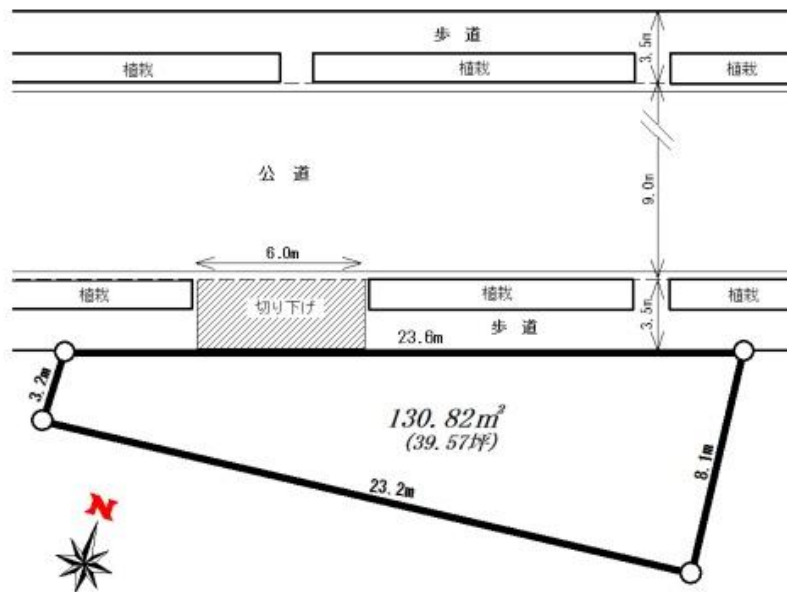 歩 道
3.5m
植栽
植栽
植栽
公 道
9.0m
6.0m
植栽
切り下げ
植栽
植栽
歩 道
3.5m
23.6m
3.2m
130.82㎡
(39.57坪)
8.1m
23.2m
N